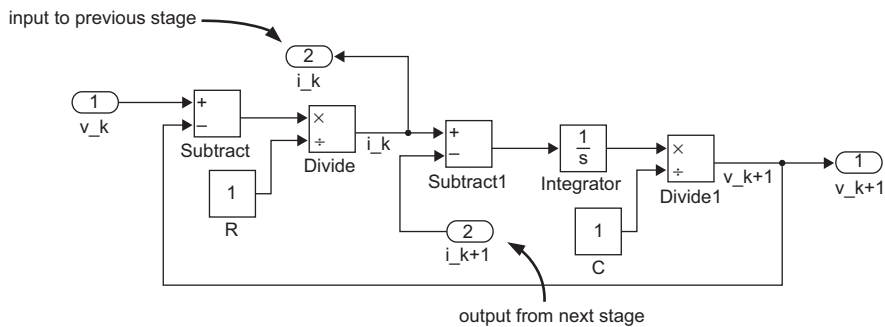 input to previous stage
2
i_k
1
v_k
+
−
Subtract
×
÷
Divide
i_k
1
R
+
−
Subtract1
1
s
Integrator
×
÷
Divide1
v_k+1
1
v_k+1
2
i_k+1
1
C
output from next stage